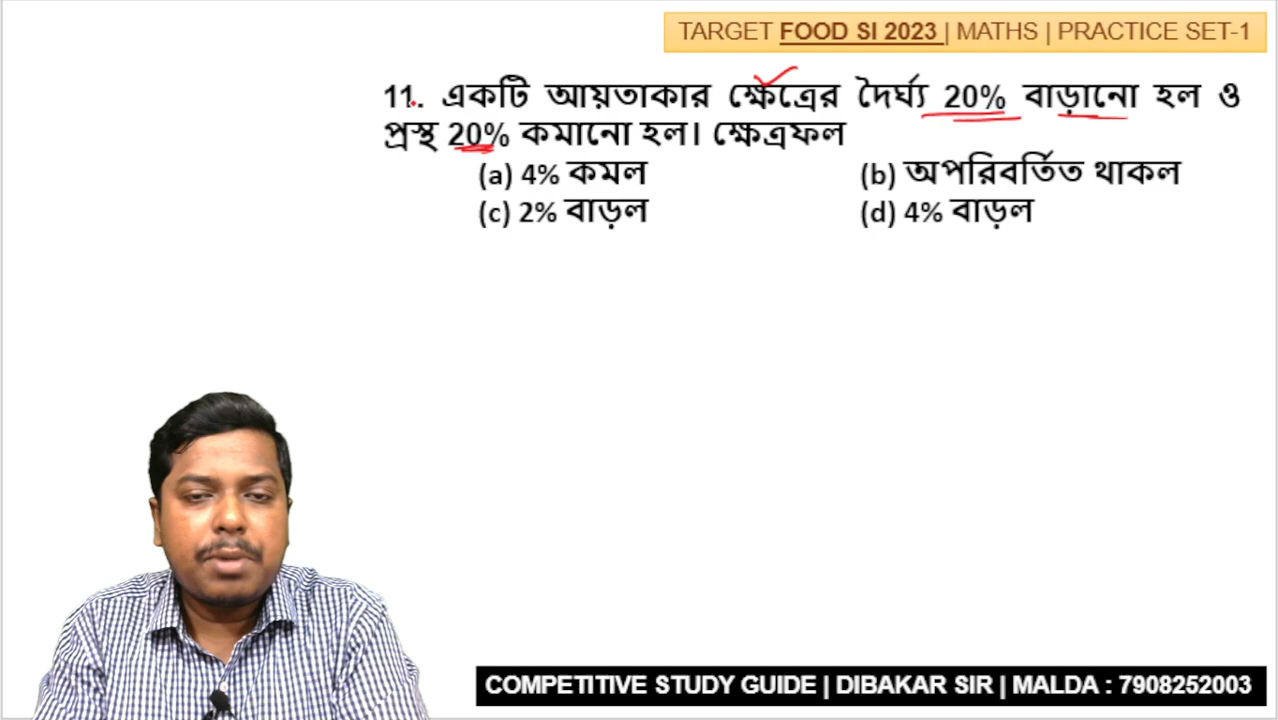 TARGET FOOD SI 2023 | MATHS | PRACTICE SET-1
11. একটি আয়তাকার ক্ষেত্রের দৈর্ঘ্য 20% বাড়ানো হল ও
প্রস্থ 20% কমানো হল। ক্ষেত্রফল
(a) 4% কমল (b) অপরিবর্তিত থাকল
(c) 2% বাড়ল (d) 4% বাড়ল
COMPETITIVE STUDY GUIDE | DIBAKAR SIR | MALDA : 7908252003